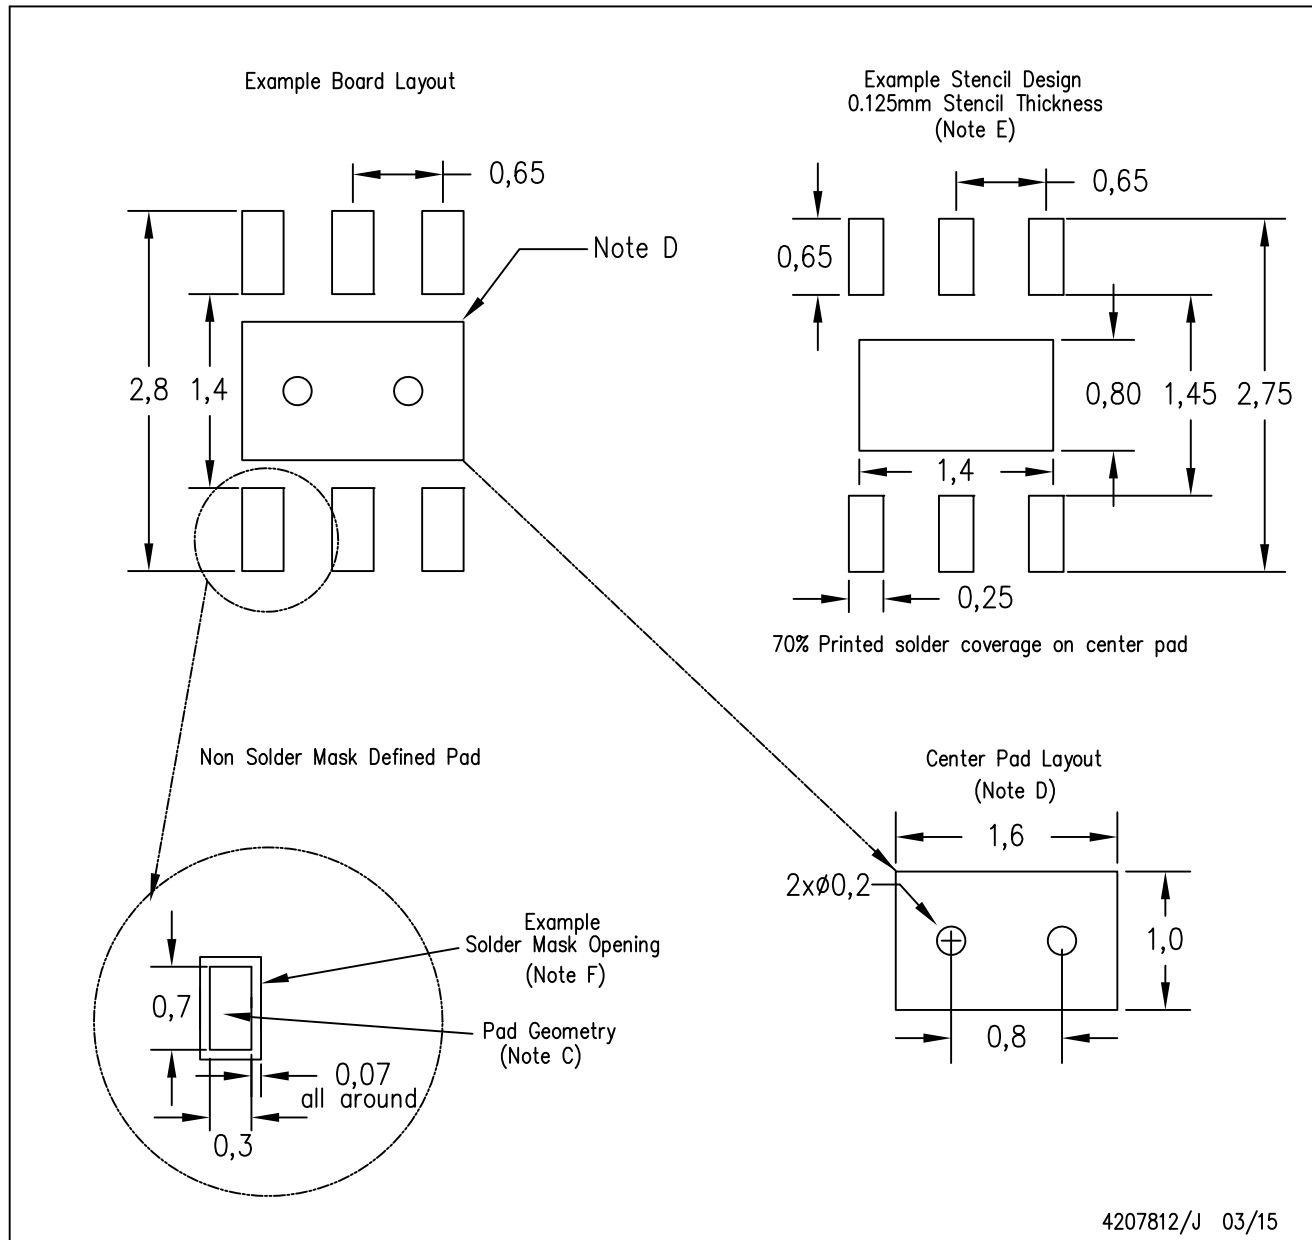 Example Board Layout
0,65
Note D
2,8
1,4
Example Stencil Design
0.125mm Stencil Thickness
(Note E)
0,65
0,65
0,80
1,45
2,75
1,4
0,25
70% Printed solder coverage on center pad
Non Solder Mask Defined Pad
Example
Solder Mask Opening
(Note F)
0,7
Pad Geometry
(Note C)
0,07
all around
0,3
Center Pad Layout
(Note D)
1,6
2xø0,2
1,0
0,8
4207812/J 03/15